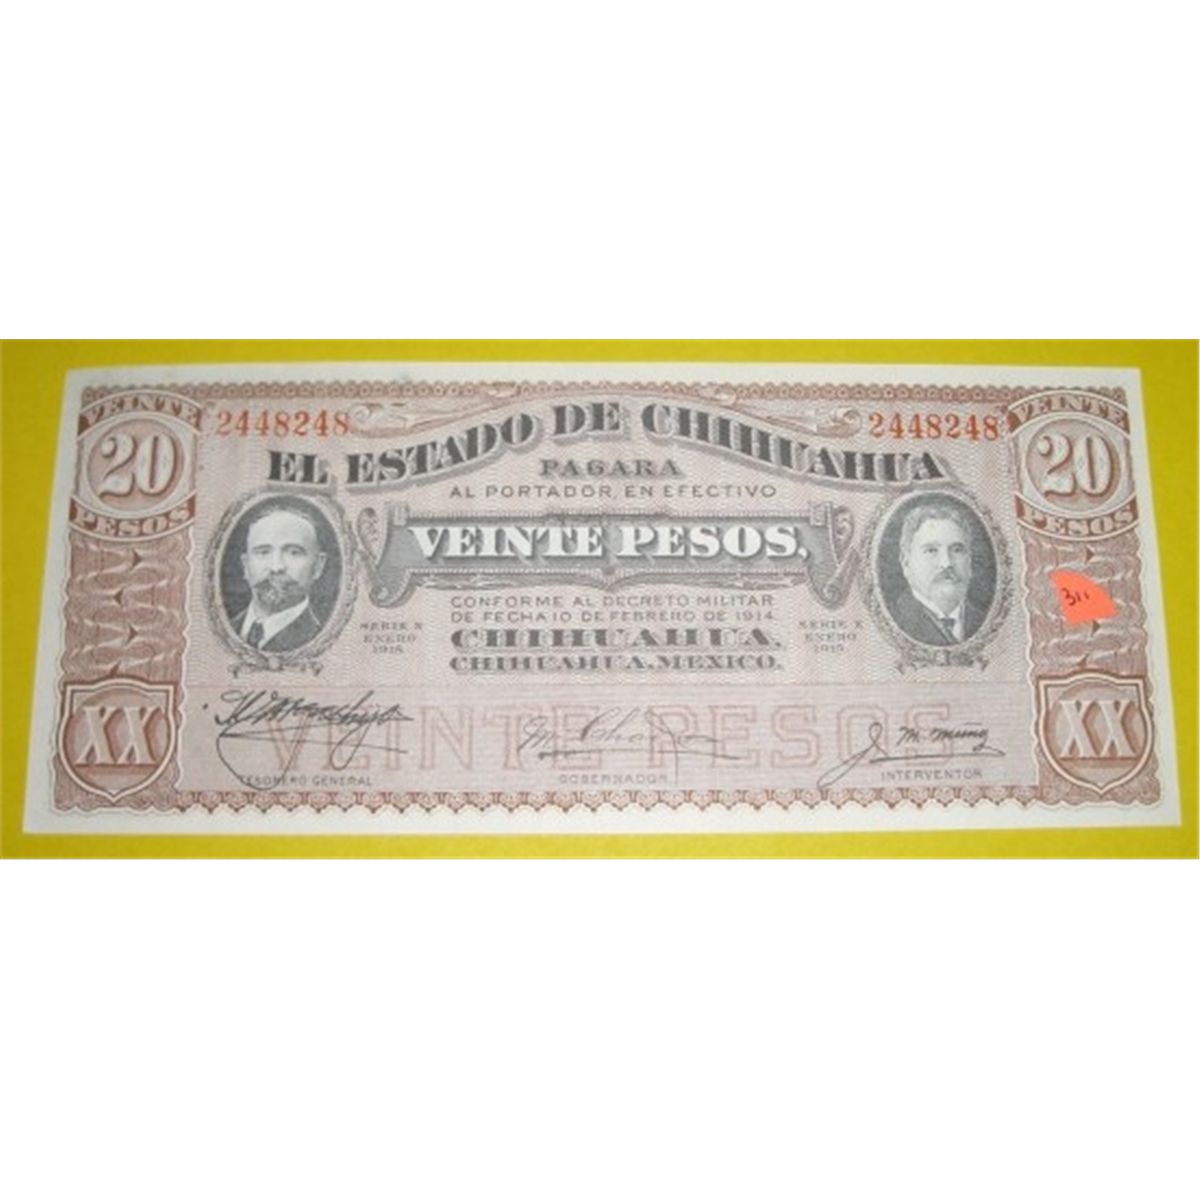 VEINTE 20 PESOS
2448248
2448248
VEINTE 20 PESOS
EL ESTADO DE CHIHUAHUA
PAGARA
AL PORTADOR, EN EFECTIVO
VEINTE PESOS,
CONFORME AL DECRETO MILITAR
DE FECHA 10 DE FEBRERO DE 1914.
CHIHUAHUA,
CHIHUAHUA, MEXICO.
SERIE X
ENERO
1915
SERIE X
ENERO
1915
311
XX
VEINTE PESOS
XX
TESORERO GENERAL
GOBERNADOR
INTERVENTOR